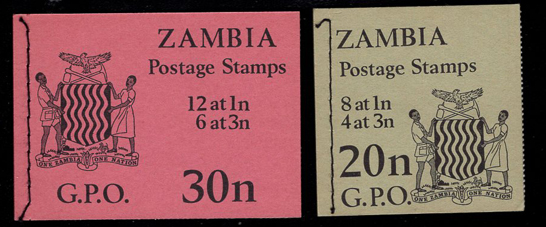 ZAMBIA
Postage Stamps
12 at 1n
6 at 3n
ONE ZAMBIA ONE NATION
G.P.O.
30n
ZAMBIA
Postage Stamps
8 at 1n
4 at 3n
20n
G.P.O.
ONE ZAMBIA ONE NATION